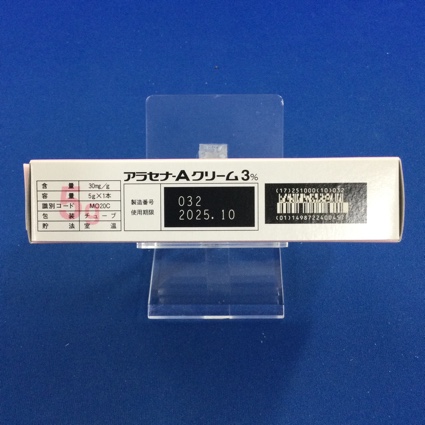 アラセナ-Aクリーム3%
含量 30mg/g
容量 5g×1本
識別コード MO20C
包装 チューブ
貯法 室温
5g
製造番号 032
使用期限 2025.10
(17)251000(10)032
(01)14987224009457